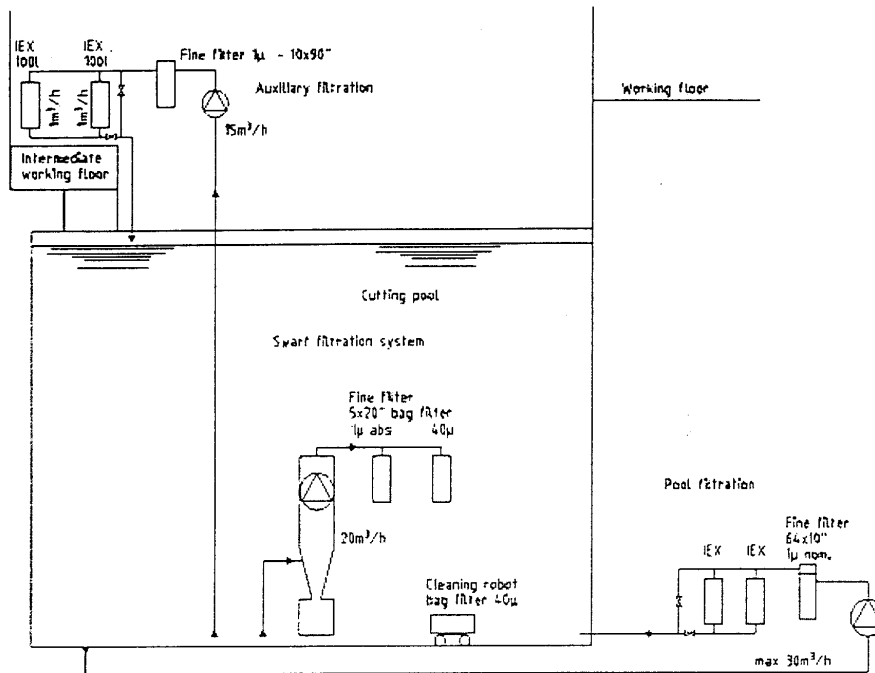 IEX
100l
IEX
100l
1m³/h
1m³/h
Fine filter 1µ - 10x90"
Auxiliary filtration
15m³/h
Working floor
Intermediate
working floor
Cutting pool
Swarf filtration system
Fine filter
5x20" bag filter
1µ abs 40µ
20m³/h
Cleaning robot
bag filter 40µ
Pool filtration
Fine filter
64x10"
1µ nom.
IEX IEX
max 30m³/h